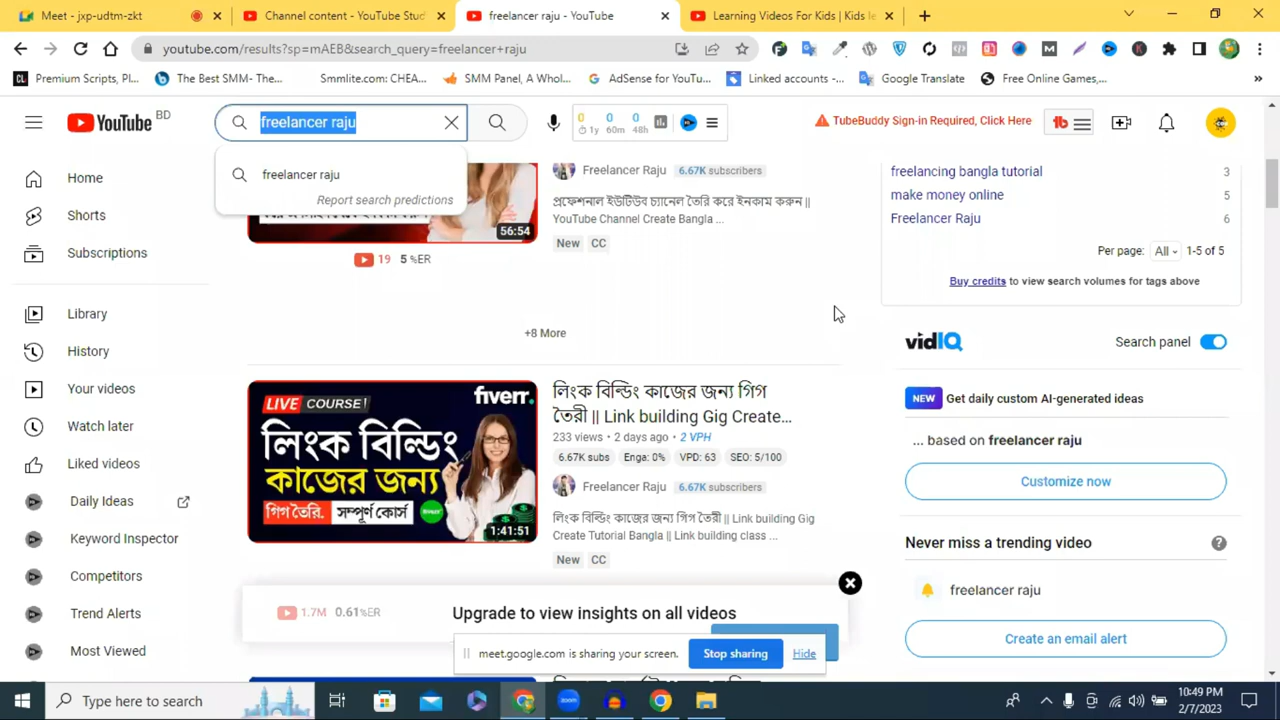 Meet - jxp-udtm-zkt
Channel content - YouTube Stud
freelancer raju - YouTube
Learning Videos For Kids | Kids le
youtube.com/results?sp=mAEB&search_query=freelancer+raju
Premium Scripts, Pl...
The Best SMM- The...
Smmlite.com: CHEA...
SMM Panel, A Whol...
AdSense for YouTu...
Linked accounts -...
Google Translate
Free Online Games,...
YouTube BD
freelancer raju
0 0 0
1y 60m 48h
TubeBuddy Sign-in Required, Click Here
freelancer raju
Report search predictions
Home
Shorts
Subscriptions
Library
History
Your videos
Watch later
Liked videos
Daily Ideas
Keyword Inspector
Competitors
Trend Alerts
Most Viewed
56:54
19 5 %ER
Freelancer Raju 6.67K subscribers
প্রফেশনাল ইউটিউব চ্যানেল তৈরি করে ইনকাম করুন ||
YouTube Channel Create Bangla ...
New CC
+8 More
LIVE COURSE!
fiverr.
লিংক বিল্ডিং
কাজের জন্য
গিগ তৈরি. সম্পূর্ণ কোর্স
1:41:51
লিংক বিল্ডিং কাজের জন্য গিগ
তৈরী || Link building Gig Create...
233 views • 2 days ago • 2 VPH
6.67K subs Enga: 0% VPD: 63 SEO: 5/100
Freelancer Raju 6.67K subscribers
লিংক বিল্ডিং কাজের জন্য গিগ তৈরী || Link building Gig
Create Tutorial Bangla || Link building class ...
New CC
1.7M 0.61%ER
Upgrade to view insights on all videos
meet.google.com is sharing your screen.
Stop sharing
Hide
freelancing bangla tutorial 3
make money online 5
Freelancer Raju 6
Per page: All 1-5 of 5
Buy credits to view search volumes for tags above
vidIQ
Search panel
NEW Get daily custom AI-generated ideas
... based on freelancer raju
Customize now
Never miss a trending video
freelancer raju
Create an email alert
Type here to search
10:49 PM
2/7/2023